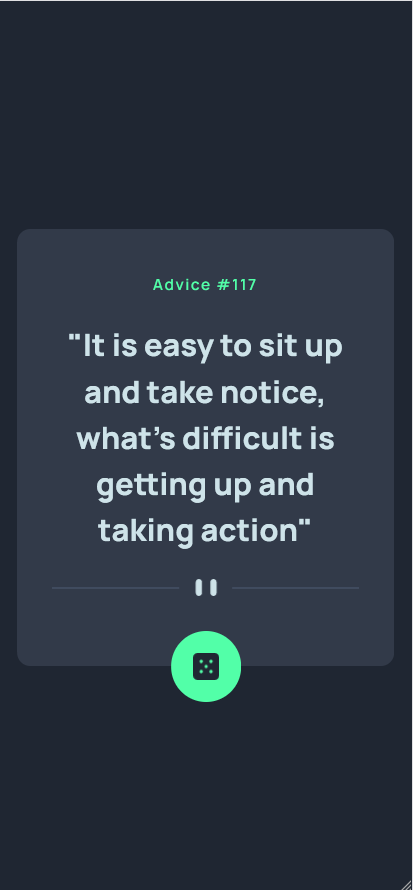 Advice #117
"It is easy to sit up
and take notice,
what's difficult is
getting up and
taking action"